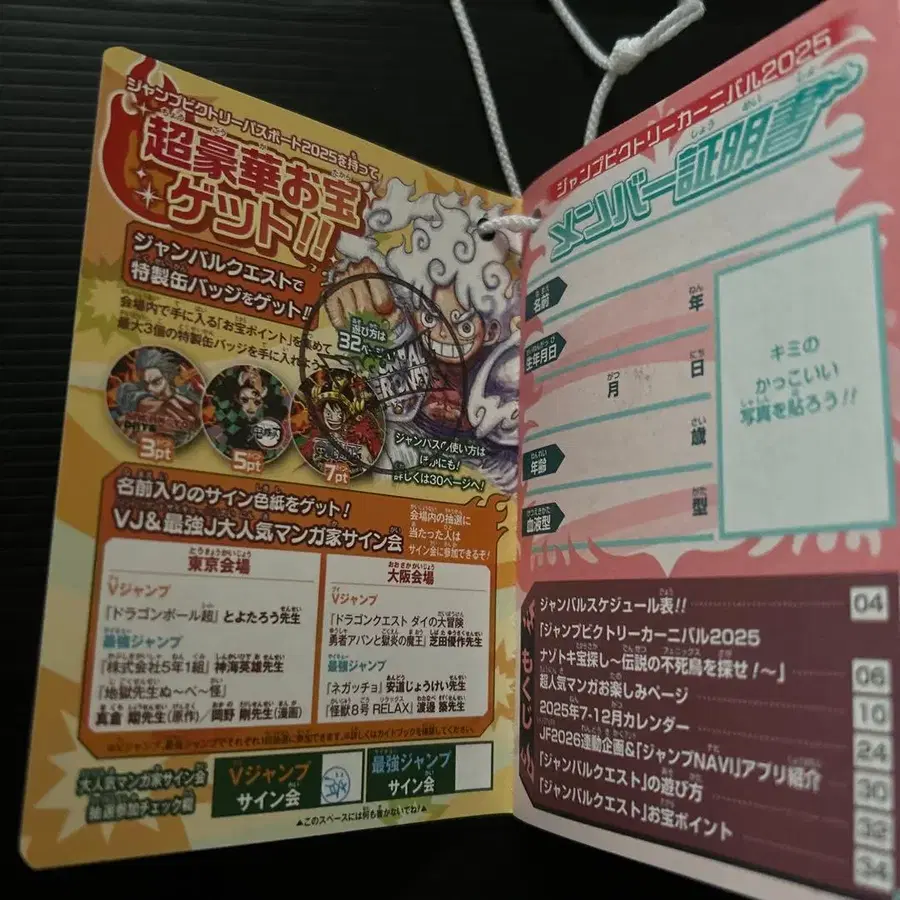 ジャンプビクトリーパスポート2025を持って
超豪華お宝
ゲット!!
ジャンバルクエストで
特製缶バッジをゲット!!
会場内で手に入る「お宝ポイント」を集めて
最大3個の特製缶バッジを手に入れよう
遊び方は
32ページ
3pt
5pt
7pt
ジャンパスの使い方は
ほかにも!
詳しくは30ページへ!
名前入りのサイン色紙をゲット!
VJ&最強J大人気マンガ家サイン会
会場内の抽選に
当たった人は
サイン会に参加できるぞ!
東京会場
Vジャンプ
『ドラゴンボール超』とよたろう先生
最強ジャンプ
『株式会社5年1組』神海英雄先生
『地獄先生ぬ〜べ〜怪』
真倉 翔先生(原作)/岡野 剛先生(漫画)
大阪会場
Vジャンプ
『ドラゴンクエスト ダイの大冒険
勇者アバンと獄炎の魔王』芝田優作先生
最強ジャンプ
『ネガッチョ』安道じょうけい先生
『怪獣8号 RELAX』渡邉 築先生
大人気マンガ家サイン会
抽選参加チェック欄
Vジャンプ
サイン会
最強ジャンプ
サイン会
▲このスペースには何も書かないでね!▲
ジャンプビクトリーカーニバル2025
メンバー証明書
名前
生年月日
年
月
日
年齢
歳
血液型
型
キミの
かっこいい
写真を貼ろう!!
もくじ
ジャンバルスケジュール表!! 04
「ジャンプビクトリーカーニバル2025
ナゾトキ宝探し〜伝説の不死鳥を探せ!〜」 06
超人気マンガお楽しみページ 10
2025年7-12月カレンダー 24
JF2026連動企画&「ジャンプNAVI」アプリ紹介 30
「ジャンバルクエスト」の遊び方 32
「ジャンバルクエスト」お宝ポイント 34